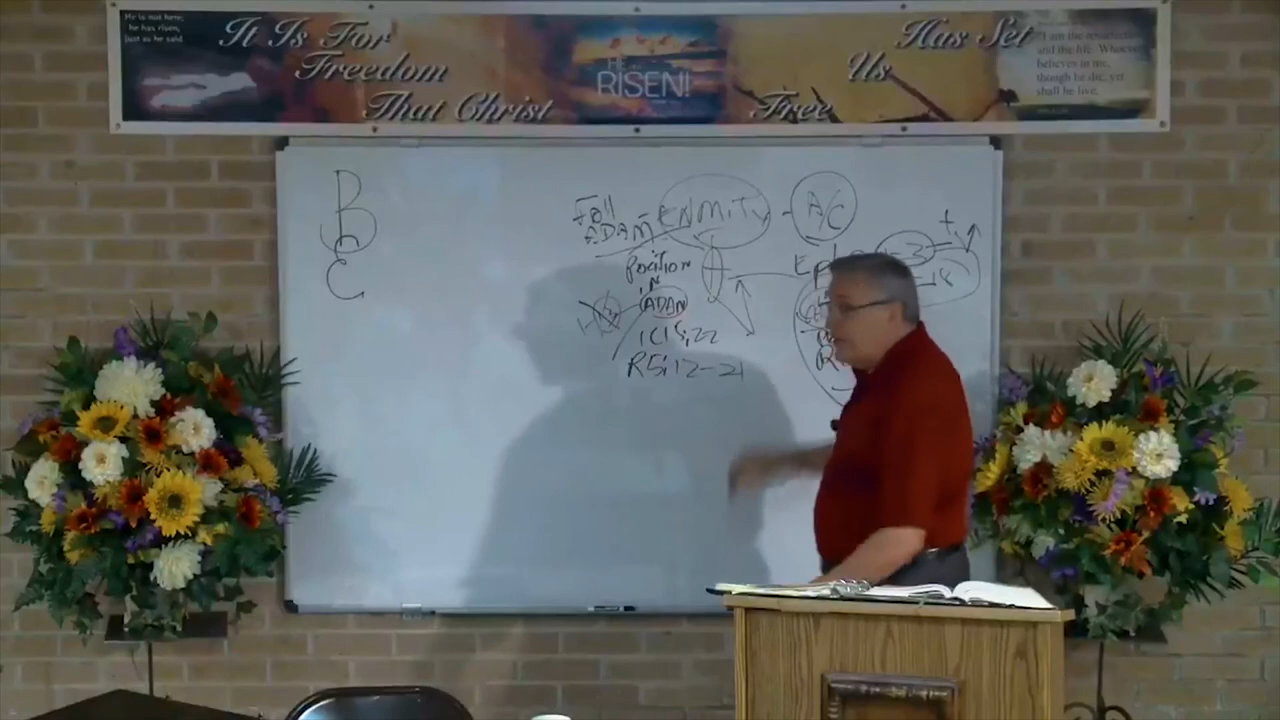 He is not here;
he has risen,
just as he said.
It Is For
Freedom
That Christ
HE IS
RISEN!
Has Set
Us
Free
"I am the resurrection
and the life. Whoever
believes in me,
though he die, yet
shall he live.
B
C
Fall
ADAM
ENMITY - A/C
Position
IN
ADAM
1C15:22
R5:12-21